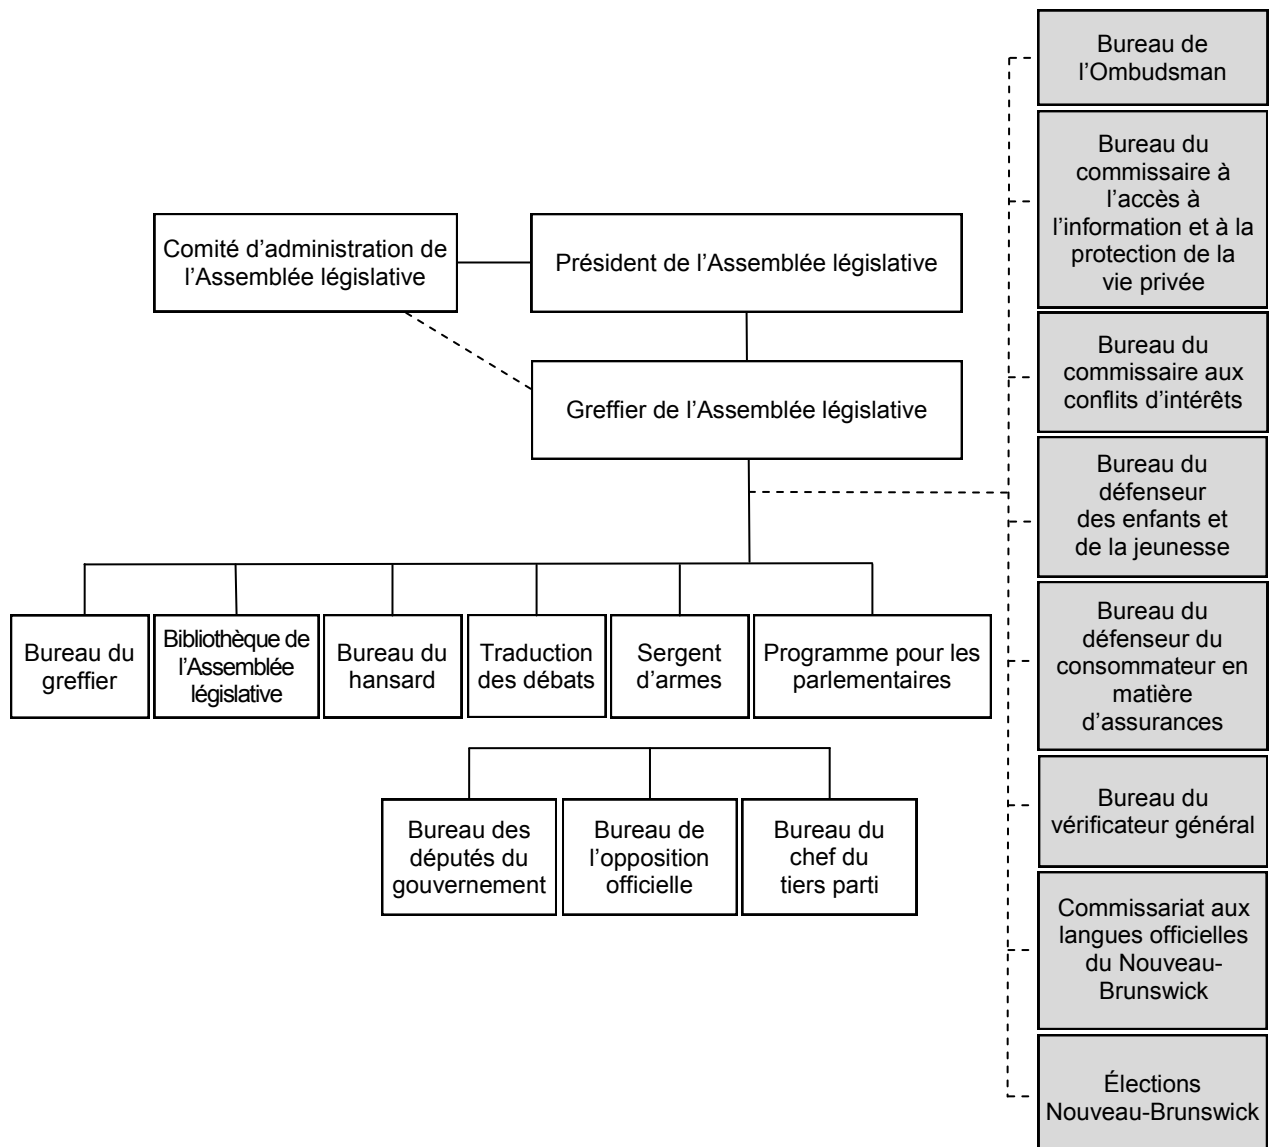 Comité d’administration de
l’Assemblée législative
Président de l’Assemblée législative
Greffier de l’Assemblée législative
Bureau du
greffier
Bibliothèque de
l’Assemblée
législative
Bureau du
hansard
Traduction
des débats
Sergent
d’armes
Programme pour les
parlementaires
Bureau des
députés du
gouvernement
Bureau de
l’opposition
officielle
Bureau du
chef du
tiers parti
Bureau de
l’Ombudsman
Bureau du
commissaire à
l’accès à
l’information et à la
protection de la
vie privée
Bureau du
commissaire aux
conflits d’intérêts
Bureau du
défenseur
des enfants et
de la jeunesse
Bureau du
défenseur du
consommateur en
matière
d’assurances
Bureau du
vérificateur général
Commissariat aux
langues officielles
du Nouveau-
Brunswick
Élections
Nouveau-Brunswick